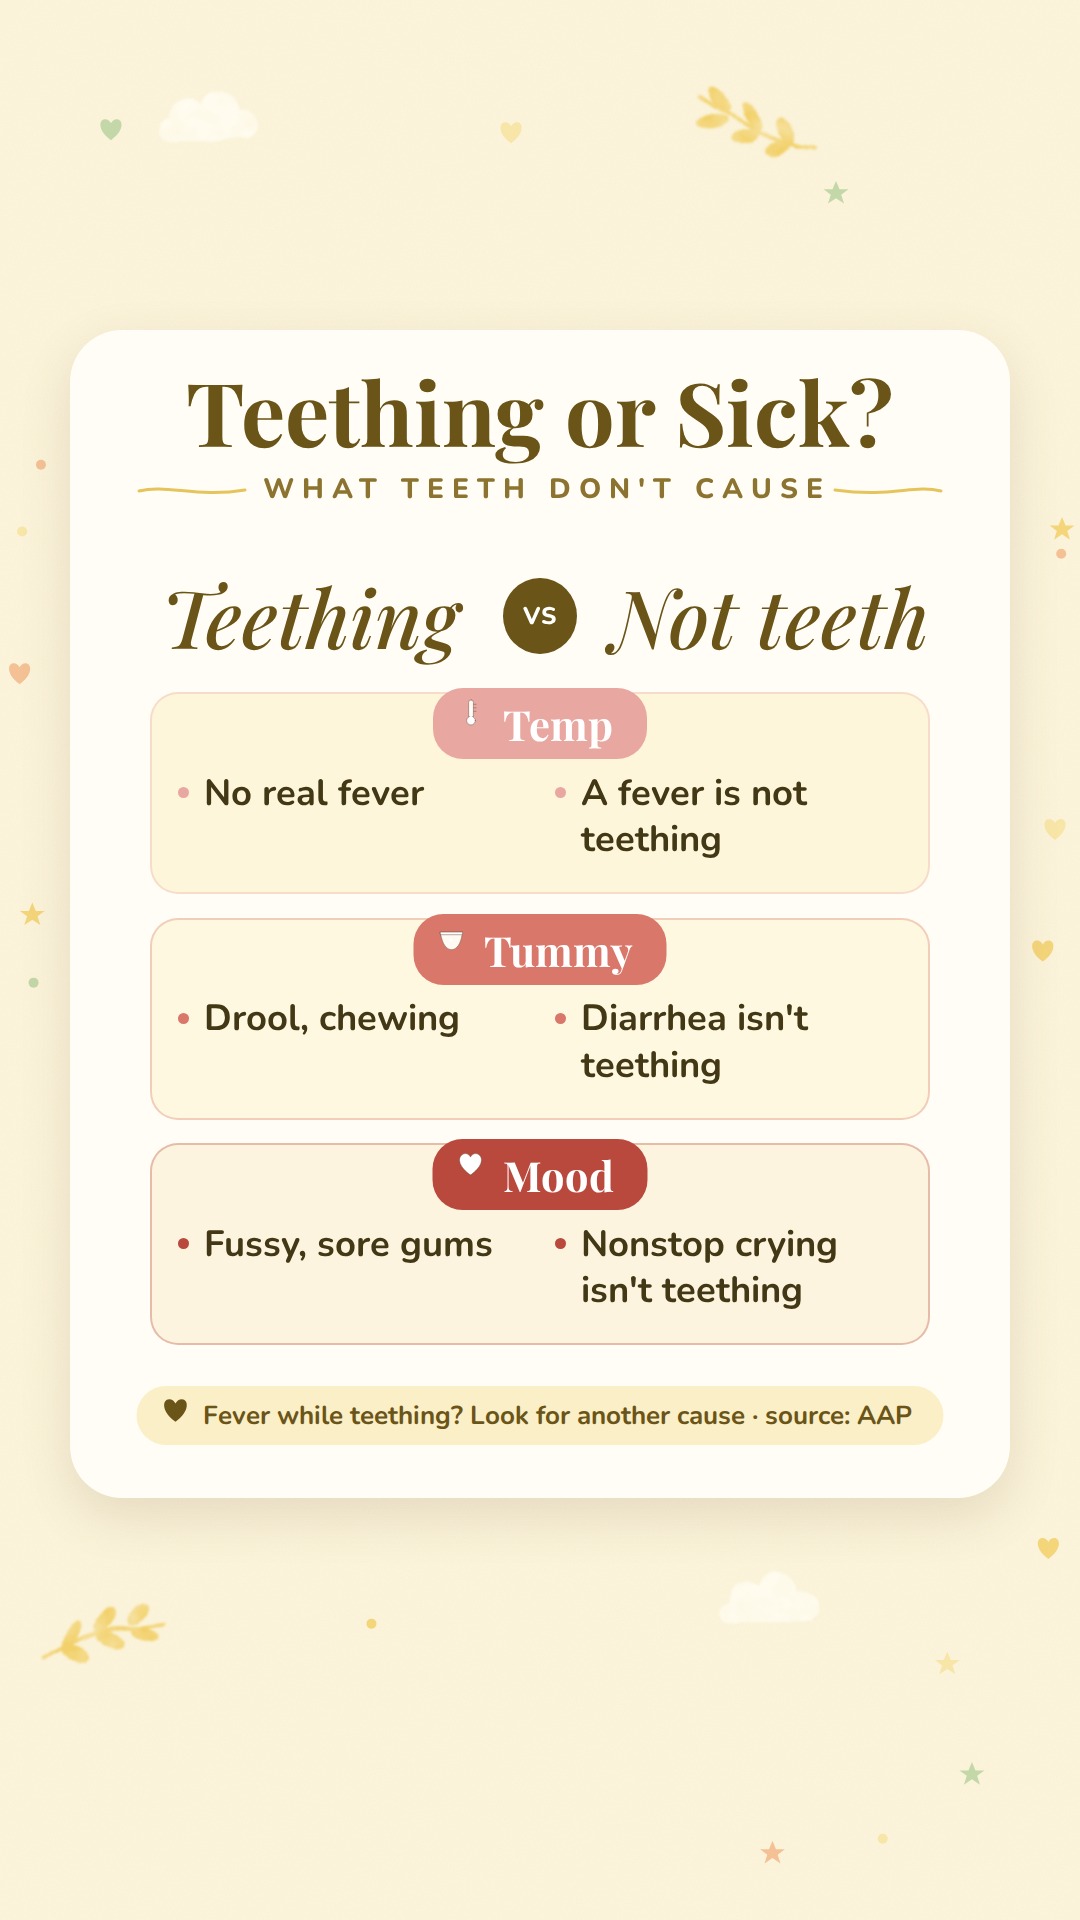 Teething or Sick?
WHAT TEETH DON'T CAUSE
Teething VS Not teeth
Temp
• No real fever
• A fever is not
teething
Tummy
• Drool, chewing
• Diarrhea isn't
teething
Mood
• Fussy, sore gums
• Nonstop crying
isn't teething
Fever while teething? Look for another cause · source: AAP